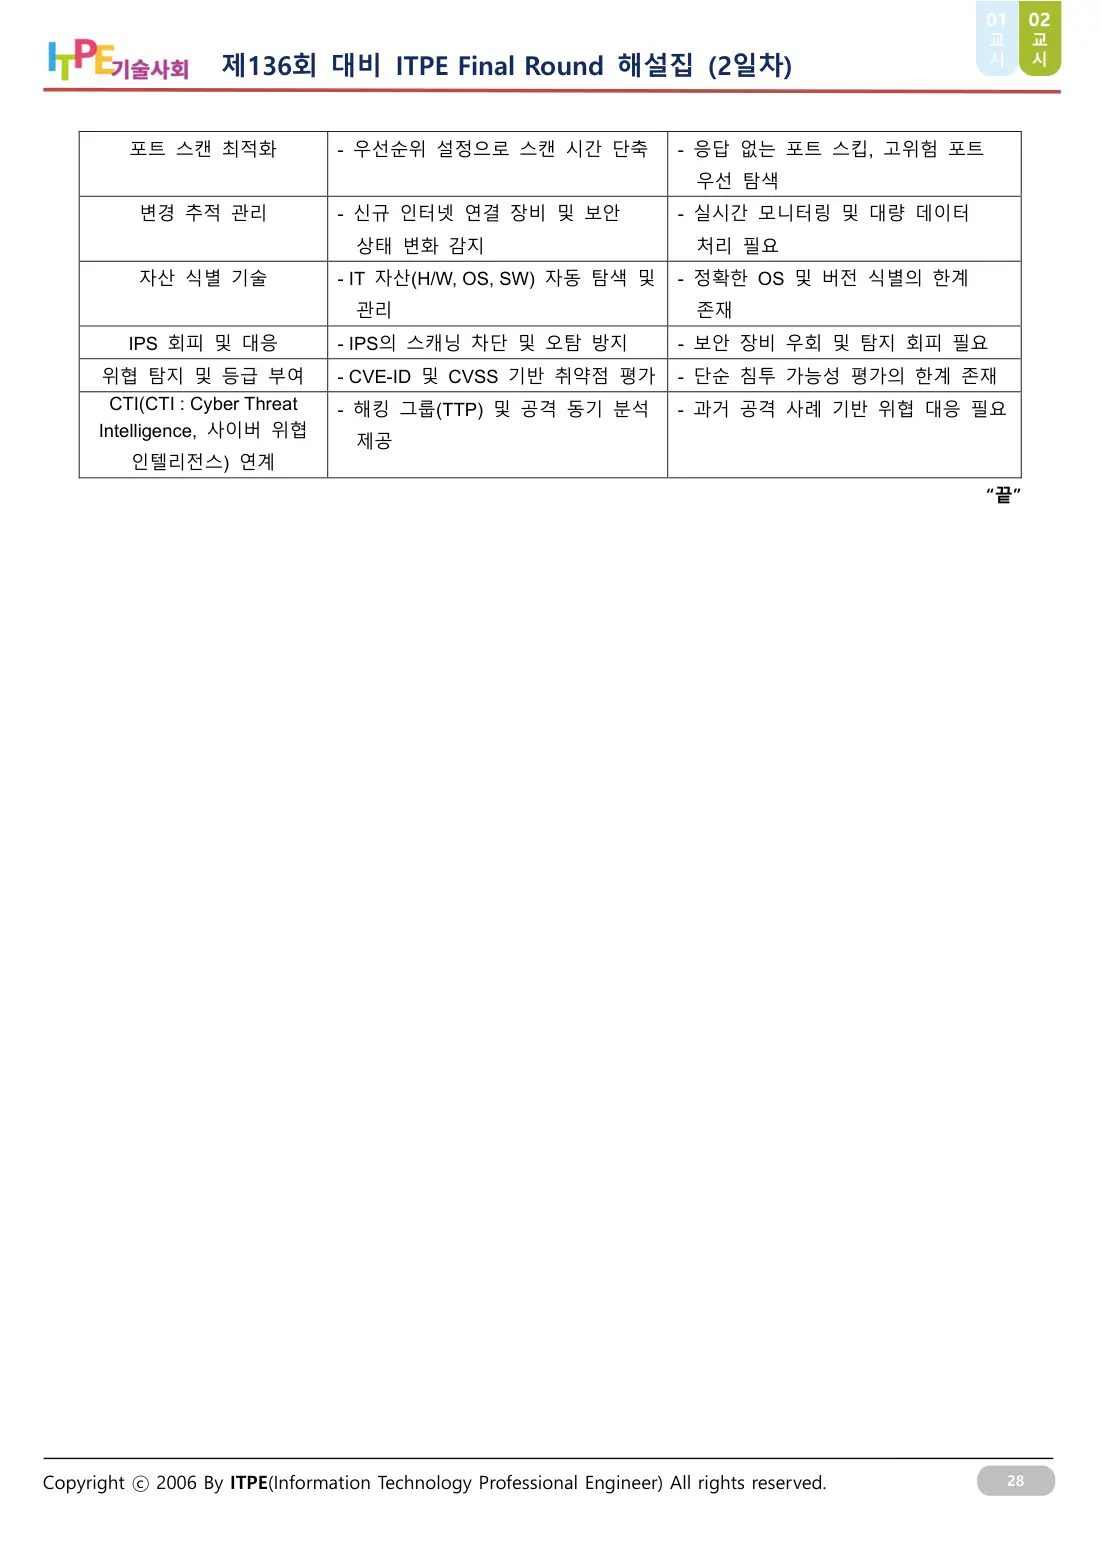 01
교
시
02
교
시
ITPE기술사회
제136회 대비 ITPE Final Round 해설집 (2일차)
포트 스캔 최적화
- 우선순위 설정으로 스캔 시간 단축
- 응답 없는 포트 스킵, 고위험 포트
우선 탐색
변경 추적 관리
- 신규 인터넷 연결 장비 및 보안
상태 변화 감지
- 실시간 모니터링 및 대량 데이터
처리 필요
자산 식별 기술
- IT 자산(H/W, OS, SW) 자동 탐색 및
관리
- 정확한 OS 및 버전 식별의 한계
존재
IPS 회피 및 대응
- IPS의 스캐닝 차단 및 오탐 방지
- 보안 장비 우회 및 탐지 회피 필요
위협 탐지 및 등급 부여
- CVE-ID 및 CVSS 기반 취약점 평가
- 단순 침투 가능성 평가의 한계 존재
CTI(CTI : Cyber Threat
Intelligence, 사이버 위협
인텔리전스) 연계
- 해킹 그룹(TTP) 및 공격 동기 분석
제공
- 과거 공격 사례 기반 위협 대응 필요
“끝”
Copyright ⓒ 2006 By ITPE(Information Technology Professional Engineer) All rights reserved.
28